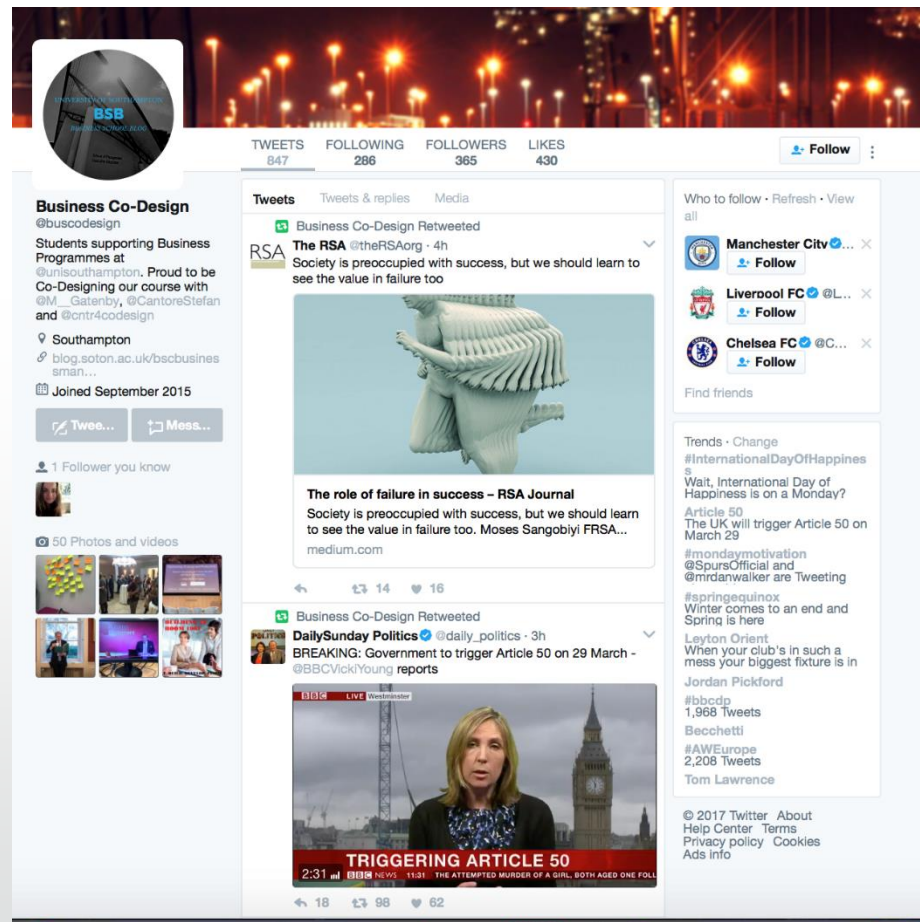 UNIVERSITY OF SOUTHAMPTON
BSB
TWEETS
847
FOLLOWING
286
FOLLOWERS
365
LIKES
430
Follow
Business Co-Design
@buscodesign
Students supporting Business
Programmes at
@unisouthampton. Proud to be
Co-Designing our course with
@M__Gatenby, @CantoreStefan
and @cntr4codesign
Southampton
blog.soton.ac.uk/bscbusines
sman...
Joined September 2015
Twee...
Mess...
1 Follower you know
50 Photos and videos
Tweets
Tweets & replies
Media
Business Co-Design Retweeted
RSA
The RSA @theRSAorg · 4h
Society is preoccupied with success, but we should learn to
see the value in failure too
The role of failure in success – RSA Journal
Society is preoccupied with success, but we should learn
to see the value in failure too. Moses Sangobiyi FRSA...
medium.com
14
16
Business Co-Design Retweeted
POLITICS
DailySunday Politics @daily_politics · 3h
BREAKING: Government to trigger Article 50 on 29 March -
@BBCVickiYoung reports
BBC LIVE Westminster
TRIGGERING ARTICLE 50
2:31
BBC NEWS 11:31 THE ATTEMPTED MURDER OF A GIRL, BOTH AGED ONE FOLL
18
98
62
Who to follow · Refresh · View
all
Manchester City...
Follow
Liverpool FC @L...
Follow
Chelsea FC @C...
Follow
Find friends
Trends · Change
#InternationalDayOfHappines
s
Wait, International Day of
Happiness is on a Monday?
Article 50
The UK will trigger Article 50 on
March 29
#mondaymotivation
@SpursOfficial and
@mrdanwalker are Tweeting
#springequinox
Winter comes to an end and
Spring is here
Leyton Orient
When your club's in such a
mess your biggest fixture is in
Jordan Pickford
#bbcdp
1,968 Tweets
Becchetti
#AWEurope
2,208 Tweets
Tom Lawrence
© 2017 Twitter About
Help Center Terms
Privacy policy Cookies
Ads info